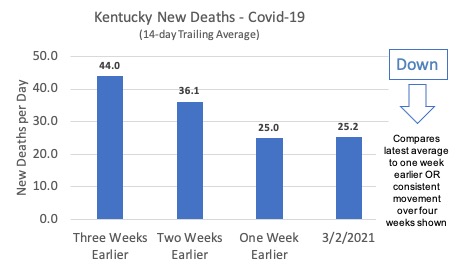 Kentucky New Deaths - Covid-19
(14-day Trailing Average)
New Deaths per Day
50.0
40.0
30.0
20.0
10.0
0.0
44.0
36.1
25.0
25.2
Three Weeks
Earlier
Two Weeks
Earlier
One Week
Earlier
3/2/2021
Down
Compares
latest average
to one week
earlier OR
consistent
movement
over four
weeks shown